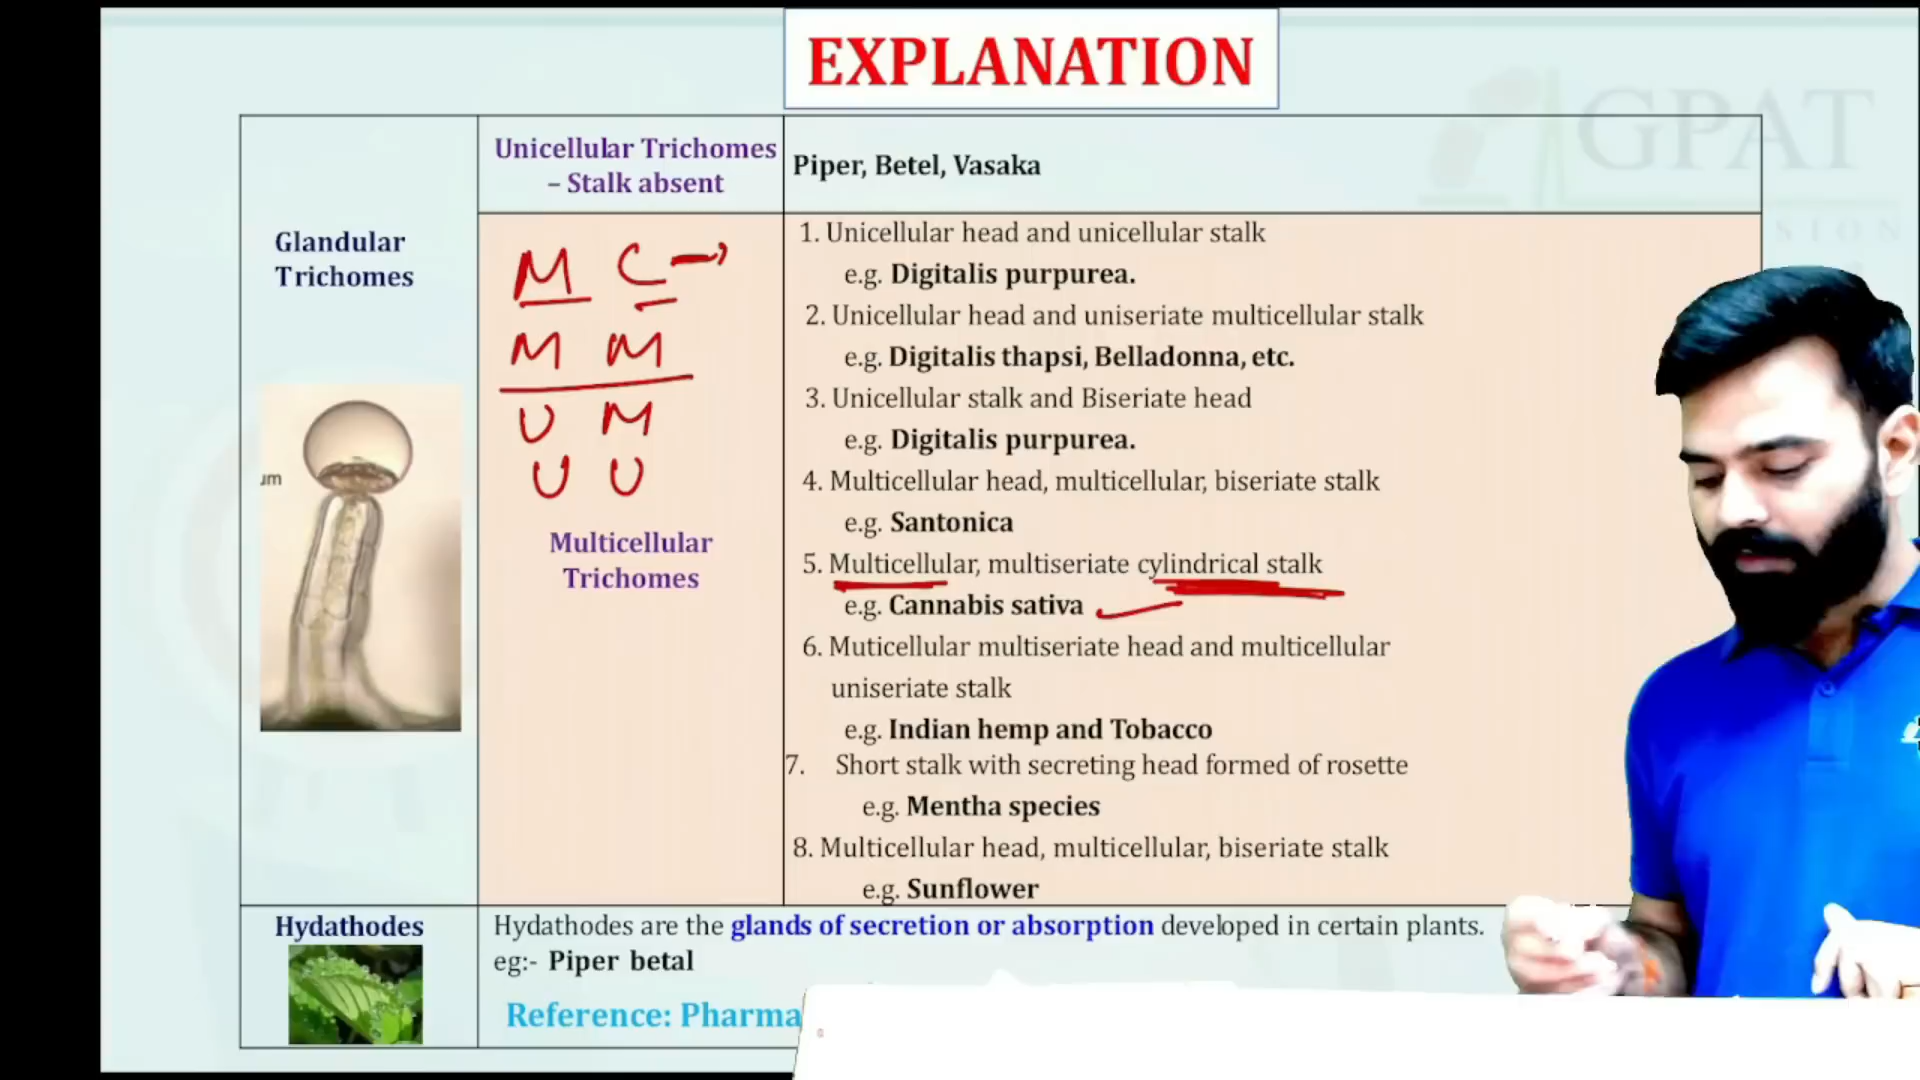 EXPLANATION
GPAT
SION
Unicellular Trichomes
– Stalk absent
Piper, Betel, Vasaka
Glandular
Trichomes
M C
M M
U M
U U
Multicellular
Trichomes
µm
1. Unicellular head and unicellular stalk
e.g. Digitalis purpurea.
2. Unicellular head and uniseriate multicellular stalk
e.g. Digitalis thapsi, Belladonna, etc.
3. Unicellular stalk and Biseriate head
e.g. Digitalis purpurea.
4. Multicellular head, multicellular, biseriate stalk
e.g. Santonica
5. Multicellular, multiseriate cylindrical stalk
e.g. Cannabis sativa
6. Muticellular multiseriate head and multicellular
uniseriate stalk
e.g. Indian hemp and Tobacco
7. Short stalk with secreting head formed of rosette
e.g. Mentha species
8. Multicellular head, multicellular, biseriate stalk
e.g. Sunflower
Hydathodes
Hydathodes are the glands of secretion or absorption developed in certain plants.
eg:- Piper betal
Reference: Pharma